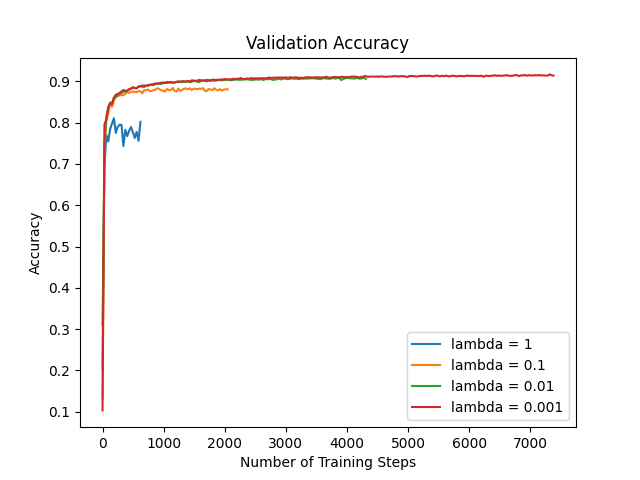 Validation Accuracy
Accuracy
0.9
0.8
0.7
0.6
0.5
0.4
0.3
0.2
0.1
lambda = 1
lambda = 0.1
lambda = 0.01
lambda = 0.001
0 1000 2000 3000 4000 5000 6000 7000
Number of Training Steps